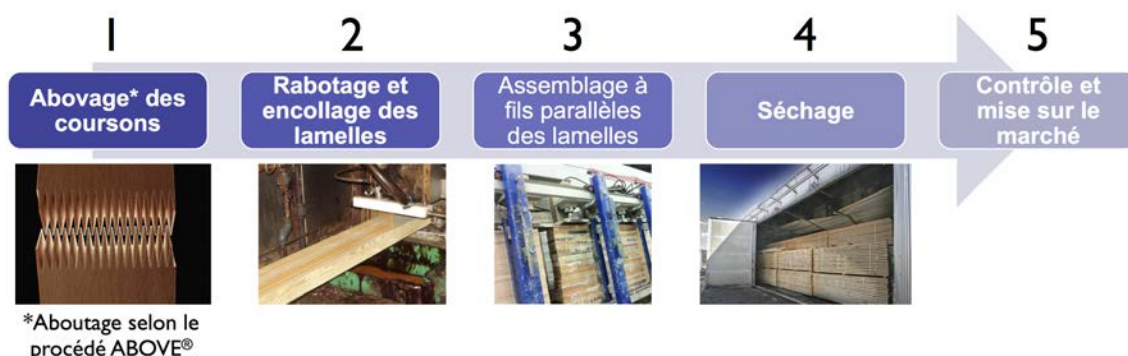 1
2
3
4
5
Abovage* des
coursons
Rabotage et
encollage des
lamelles
Assemblage à
fils parallèles
des lamelles
Séchage
Contrôle et
mise sur le
marché
*Aboutage selon le
procédé ABOVE®